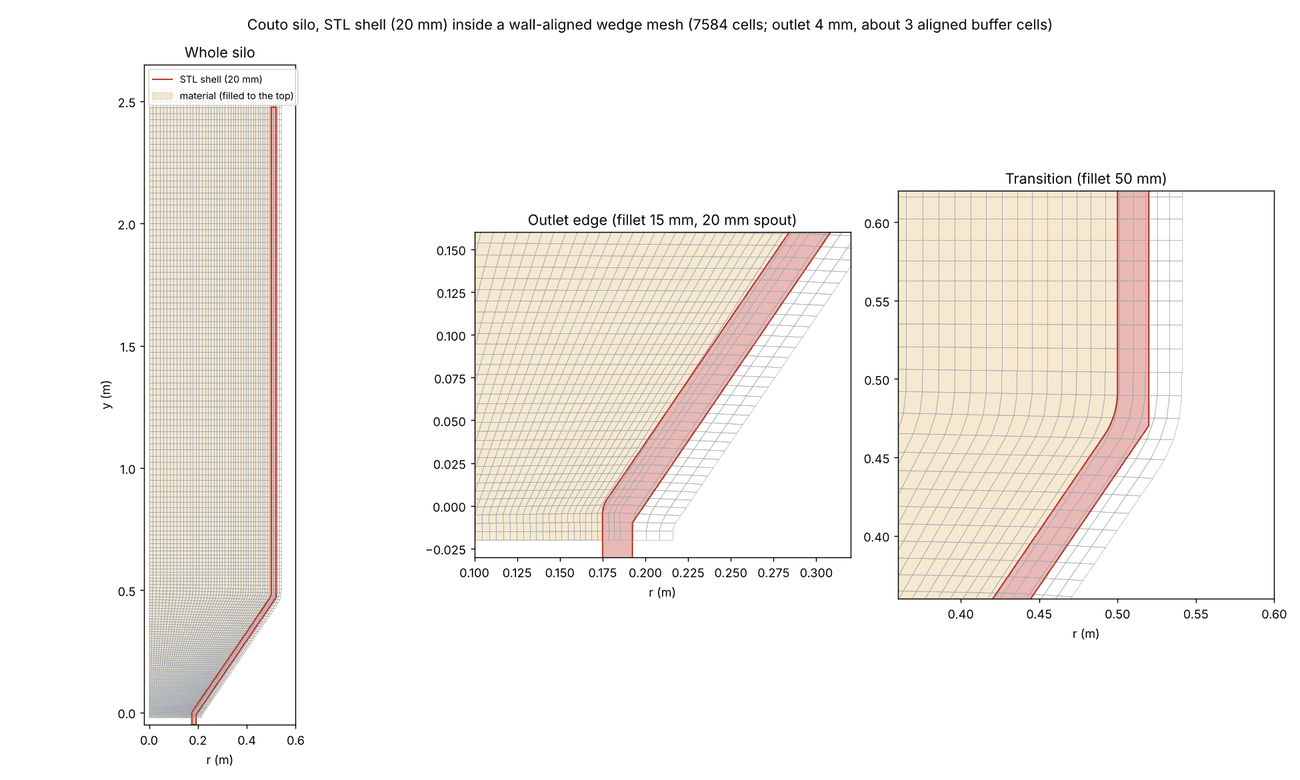 Couto silo, STL shell (20 mm) inside a wall-aligned wedge mesh (7584 cells; outlet 4 mm, about 3 aligned buffer cells)
Whole silo
STL shell (20 mm)
material (filled to the top)
2.5
2.0
1.5
1.0
0.5
0.0
y (m)
0.0 0.2 0.4 0.6
r (m)
Outlet edge (fillet 15 mm, 20 mm spout)
0.150
0.125
0.100
0.075
0.050
0.025
0.000
−0.025
0.100 0.125 0.150 0.175 0.200 0.225 0.250 0.275 0.300
r (m)
Transition (fillet 50 mm)
0.60
0.55
0.50
0.45
0.40
0.40 0.45 0.50 0.55 0.60
r (m)